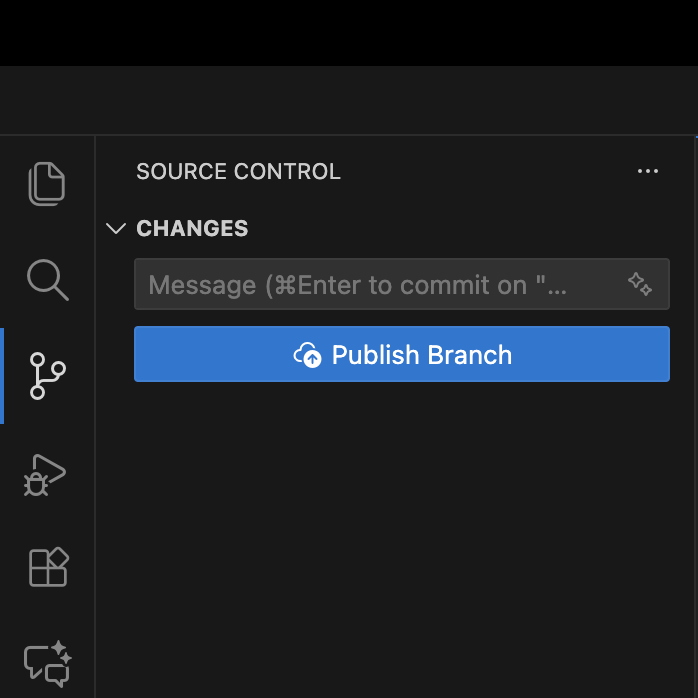 SOURCE CONTROL
CHANGES
Message (⌘Enter to commit on "...
Publish Branch